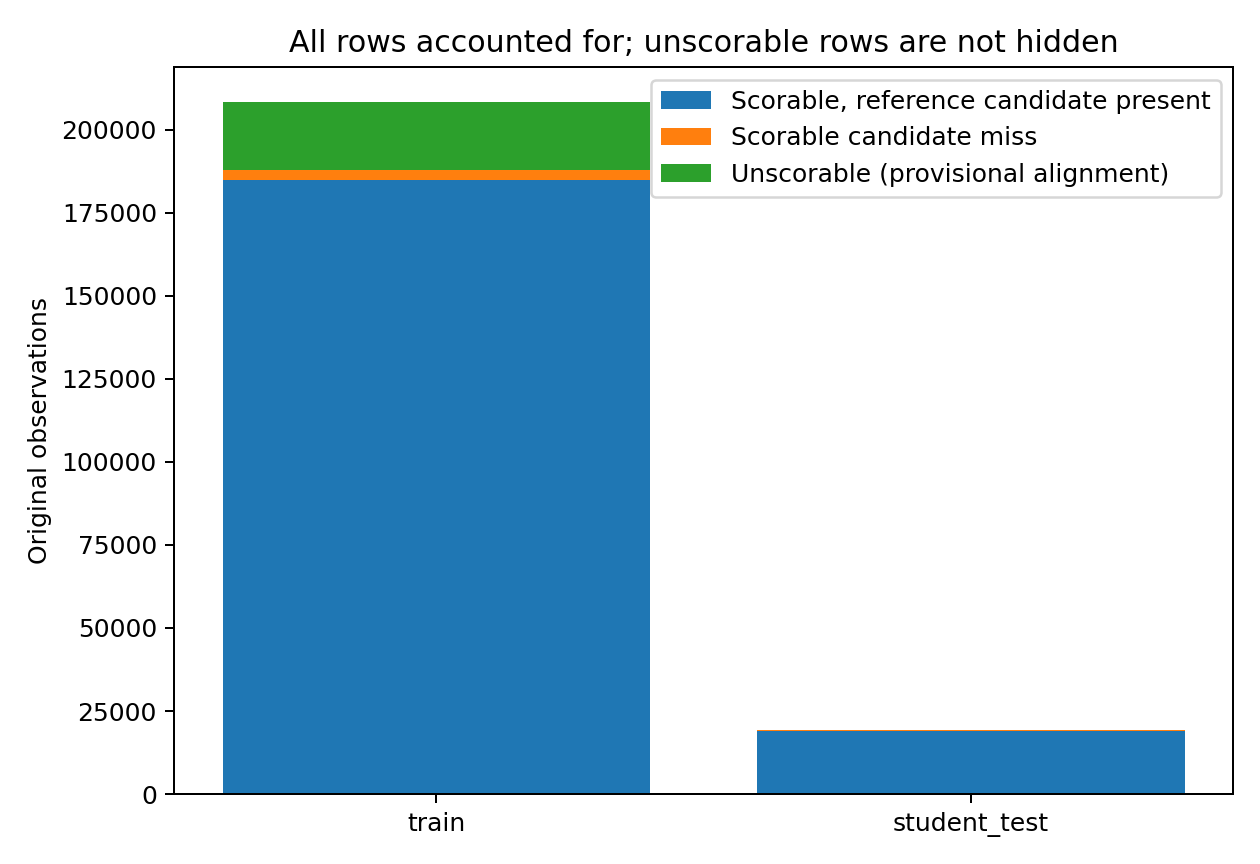 All rows accounted for; unscorable rows are not hidden
Scorable, reference candidate present
Scorable candidate miss
Unscorable (provisional alignment)
Original observations
200000
175000
150000
125000
100000
75000
50000
25000
0
train
student_test